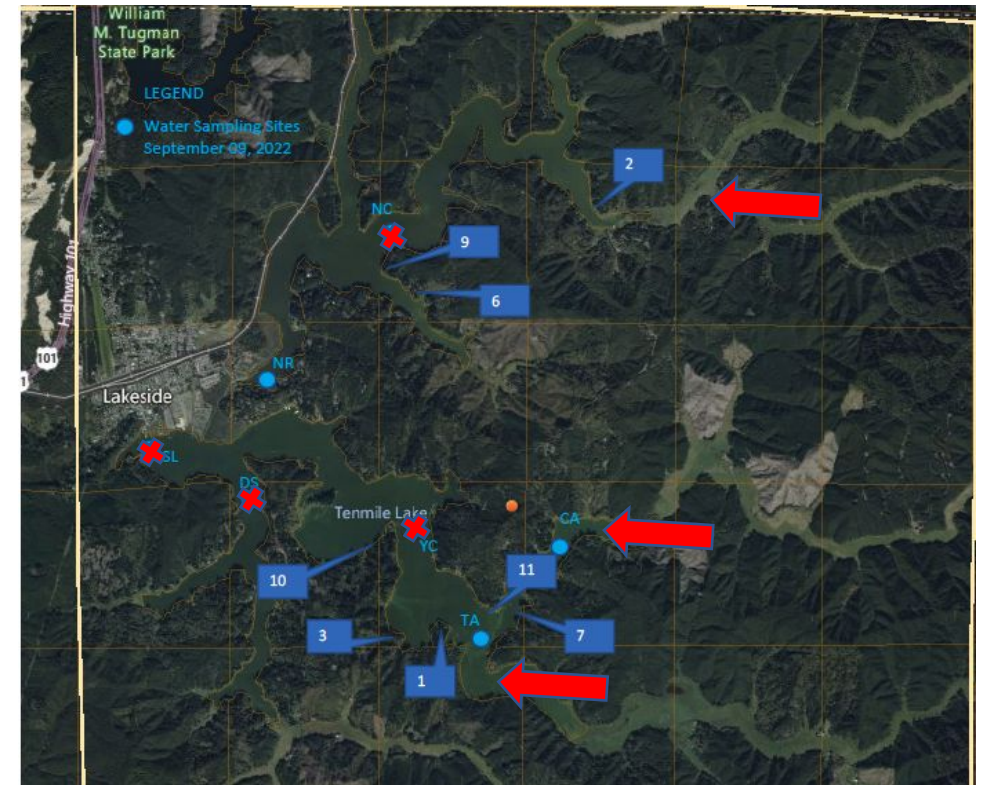 William
M. Tugman
State Park
LEGEND
Water Sampling Sites
September 09, 2022
2
NC
9
6
Highway 101
101
1
NR
Lakeside
SL
DS
Tenmile Lake
CA
YC
11
10
TA
3
7
1